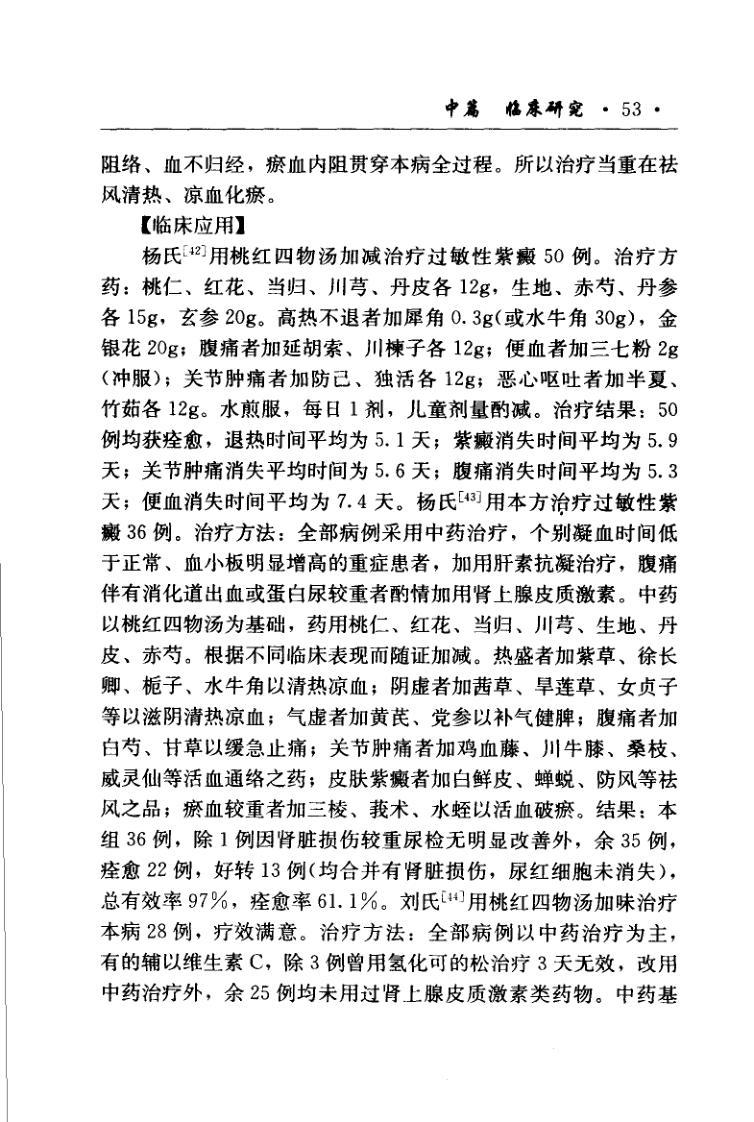 中篇　临床研究 · 53 ·
阻络、血不归经，瘀血内阻贯穿本病全过程。所以治疗当重在祛
风清热、凉血化瘀。
【临床应用】
杨氏[42]用桃红四物汤加减治疗过敏性紫癜 50 例。治疗方
药：桃仁、红花、当归、川芎、丹皮各 12g，生地、赤芍、丹参
各 15g，玄参 20g。高热不退者加犀角 0.3g(或水牛角 30g)，金
银花 20g；腹痛者加延胡索、川楝子各 12g；便血者加三七粉 2g
（冲服）；关节肿痛者加防己、独活各 12g；恶心呕吐者加半夏、
竹茹各 12g。水煎服，每日 1 剂，儿童剂量酌减。治疗结果：50
例均获痊愈，退热时间平均为 5.1 天；紫癜消失时间平均为 5.9
天；关节肿痛消失平均时间为 5.6 天；腹痛消失时间平均为 5.3
天；便血消失时间平均为 7.4 天。杨氏[43]用本方治疗过敏性紫
癜 36 例。治疗方法：全部病例采用中药治疗，个别凝血时间低
于正常、血小板明显增高的重症患者，加用肝素抗凝治疗，腹痛
伴有消化道出血或蛋白尿较重者酌情加用肾上腺皮质激素。中药
以桃红四物汤为基础，药用桃仁、红花、当归、川芎、生地、丹
皮、赤芍。根据不同临床表现而随证加减。热盛者加紫草、徐长
卿、栀子、水牛角以清热凉血；阴虚者加茜草、旱莲草、女贞子
等以滋阴清热凉血；气虚者加黄芪、党参以补气健脾；腹痛者加
白芍、甘草以缓急止痛；关节肿痛者加鸡血藤、川牛膝、桑枝、
威灵仙等活血通络之药；皮肤紫癜者加白鲜皮、蝉蜕、防风等祛
风之品；瘀血较重者加三棱、莪术、水蛭以活血破瘀。结果：本
组 36 例，除 1 例因肾脏损伤较重尿检无明显改善外，余 35 例，
痊愈 22 例，好转 13 例(均合并有肾脏损伤，尿红细胞未消失)，
总有效率 97％，痊愈率 61.1％。刘氏[44]用桃红四物汤加味治疗
本病 28 例，疗效满意。治疗方法：全部病例以中药治疗为主，
有的辅以维生素 C，除 3 例曾用氢化可的松治疗 3 天无效，改用
中药治疗外，余 25 例均未用过肾上腺皮质激素类药物。中药基